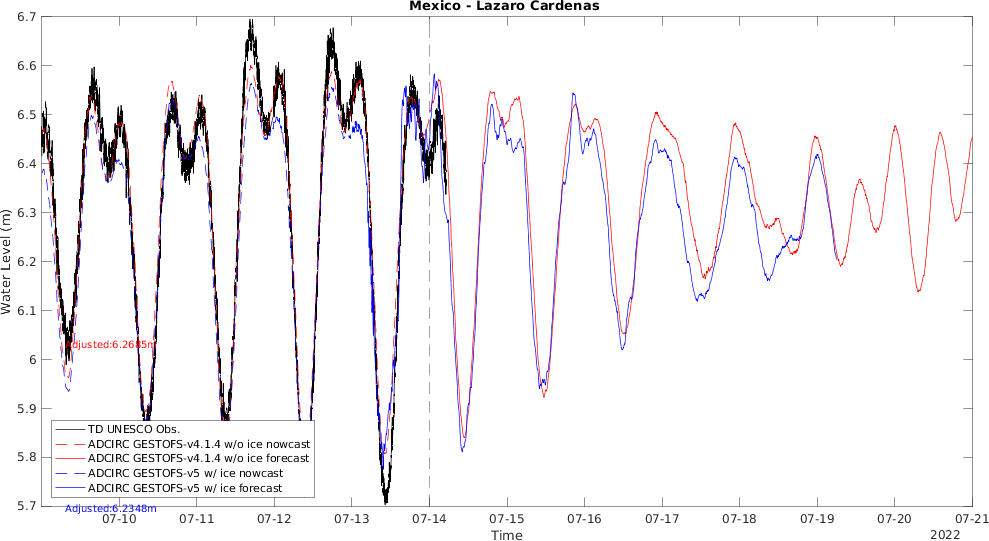 Mexico - Lazaro Cardenas
6.7
6.6
6.5
6.4
6.3
6.2
6.1
6
5.9
5.8
5.7
Water Level (m)
Adjusted:6.2685m
TD UNESCO Obs.
ADCIRC GESTOFS-v4.1.4 w/o ice nowcast
ADCIRC GESTOFS-v4.1.4 w/o ice forecast
ADCIRC GESTOFS-v5 w/ ice nowcast
ADCIRC GESTOFS-v5 w/ ice forecast
Adjusted:6.2348m
07-10 07-11 07-12 07-13 07-14 07-15 07-16 07-17 07-18 07-19 07-20 07-21
Time
2022